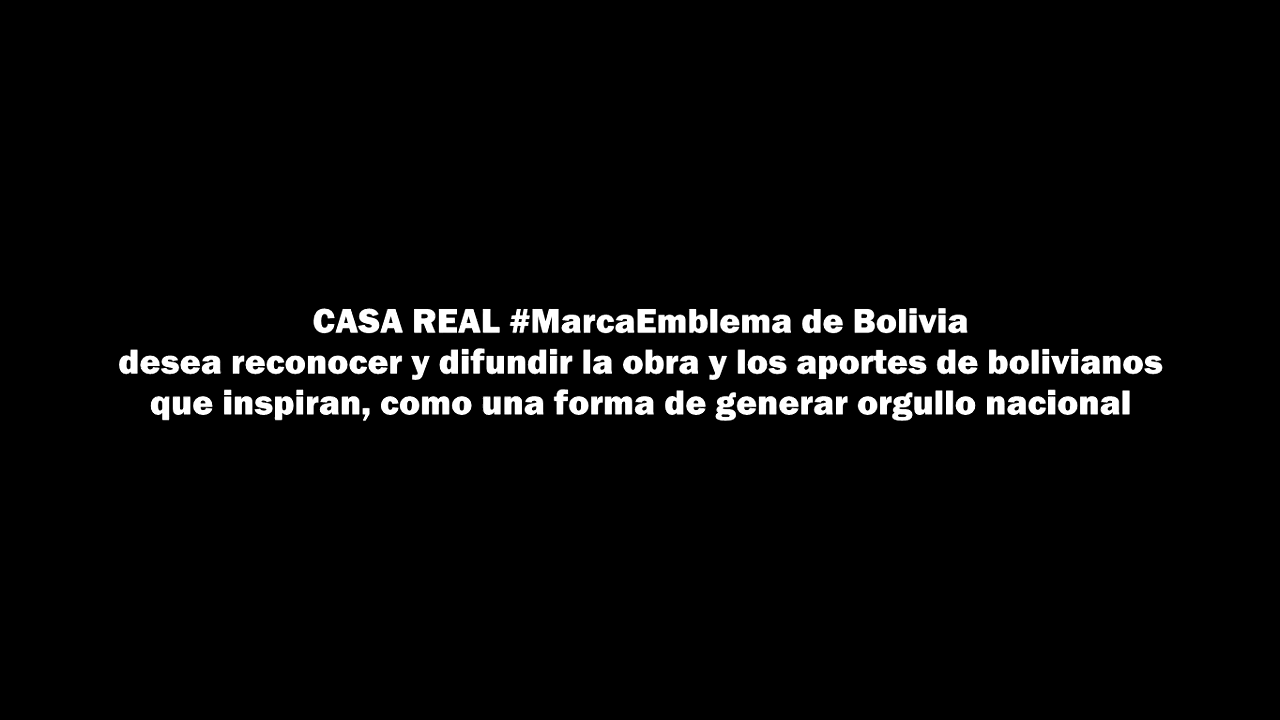 CASA REAL #MarcaEmblema de Bolivia
desea reconocer y difundir la obra y los aportes de bolivianos
que inspiran, como una forma de generar orgullo nacional